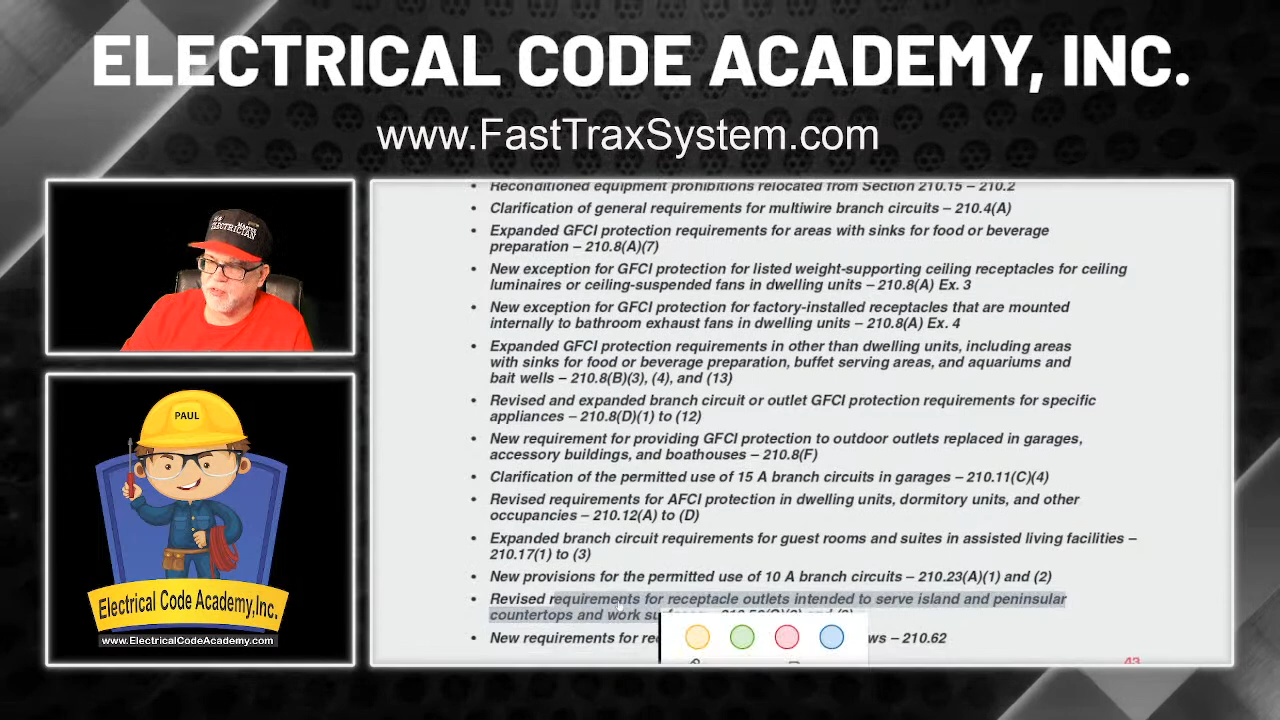 ELECTRICAL CODE ACADEMY, INC.
www.FastTraxSystem.com
MASTER
ELECTRICIAN
PAUL
Electrical Code Academy,Inc.
www.ElectricalCodeAcademy.com
• Reconditioned equipment prohibitions relocated from Section 210.15 – 210.2
• Clarification of general requirements for multiwire branch circuits – 210.4(A)
• Expanded GFCI protection requirements for areas with sinks for food or beverage
preparation – 210.8(A)(7)
• New exception for GFCI protection for listed weight-supporting ceiling receptacles for ceiling
luminaires or ceiling-suspended fans in dwelling units – 210.8(A) Ex. 3
• New exception for GFCI protection for factory-installed receptacles that are mounted
internally to bathroom exhaust fans in dwelling units – 210.8(A) Ex. 4
• Expanded GFCI protection requirements in other than dwelling units, including areas
with sinks for food or beverage preparation, buffet serving areas, and aquariums and
bait wells – 210.8(B)(3), (4), and (13)
• Revised and expanded branch circuit or outlet GFCI protection requirements for specific
appliances – 210.8(D)(1) to (12)
• New requirement for providing GFCI protection to outdoor outlets replaced in garages,
accessory buildings, and boathouses – 210.8(F)
• Clarification of the permitted use of 15 A branch circuits in garages – 210.11(C)(4)
• Revised requirements for AFCI protection in dwelling units, dormitory units, and other
occupancies – 210.12(A) to (D)
• Expanded branch circuit requirements for guest rooms and suites in assisted living facilities –
210.17(1) to (3)
• New provisions for the permitted use of 10 A branch circuits – 210.23(A)(1) and (2)
• Revised requirements for receptacle outlets intended to serve island and peninsular
countertops and work su
• New requirements for re ws – 210.62
43